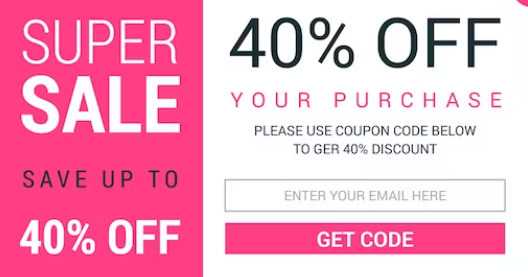 SUPER
SALE
SAVE UP TO
40% OFF
40% OFF
YOUR PURCHASE
PLEASE USE COUPON CODE BELOW
TO GER 40% DISCOUNT
ENTER YOUR EMAIL HERE
GET CODE